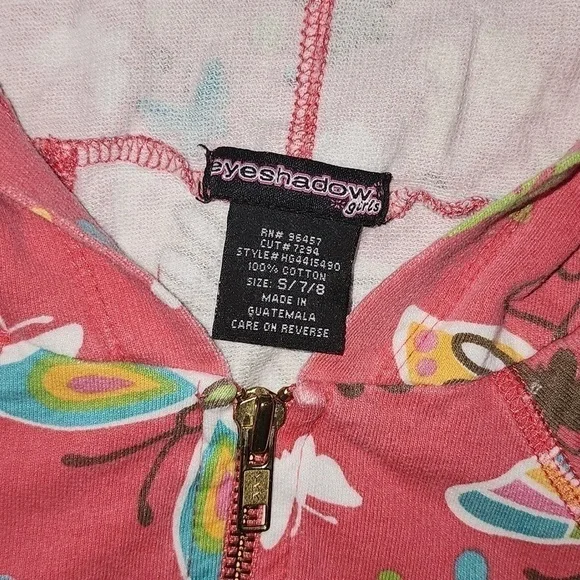 eyeshadow
girls
RN# 96457
CUT# 7294
STYLE# HG4415490
100% COTTON
SIZE: S/7/8
MADE IN
GUATEMALA
CARE ON REVERSE